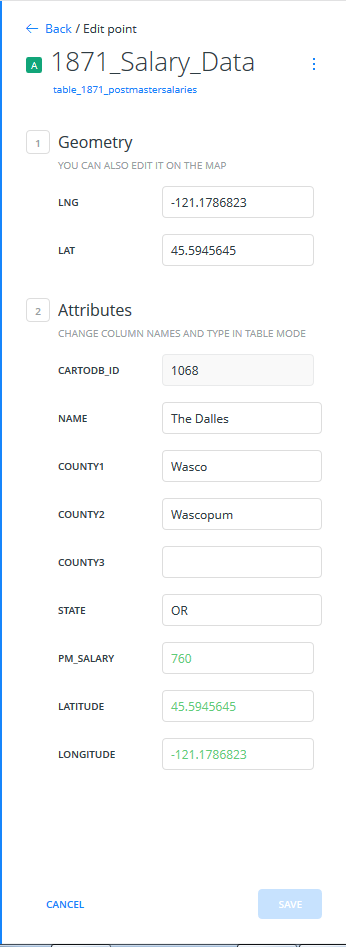 ← Back / Edit point
A 1871_Salary_Data
table_1871_postmastersalaries
1 Geometry
YOU CAN ALSO EDIT IT ON THE MAP
LNG -121.1786823
LAT 45.5945645
2 Attributes
CHANGE COLUMN NAMES AND TYPE IN TABLE MODE
CARTODB_ID 1068
NAME The Dalles
COUNTY1 Wasco
COUNTY2 Wascopum
COUNTY3
STATE OR
PM_SALARY 760
LATITUDE 45.5945645
LONGITUDE -121.1786823
CANCEL SAVE